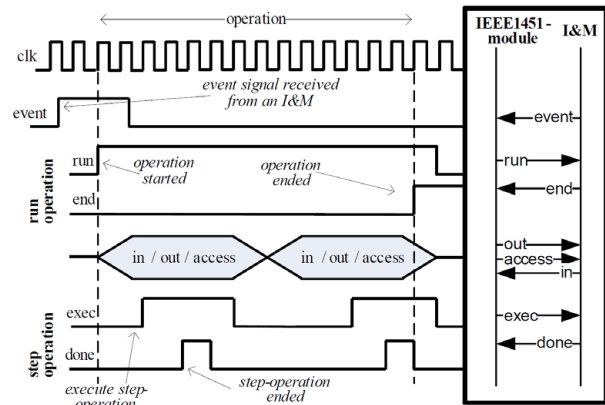 operation
IEEE1451-
module
I&M
clk
event signal received
from an I&M
event
event
run operation
run
operation
started
operation
ended
run
end
end
in / out / access
in / out / access
out
access
in
step
operation
exec
exec
done
done
execute step-
operation
step-operation
ended